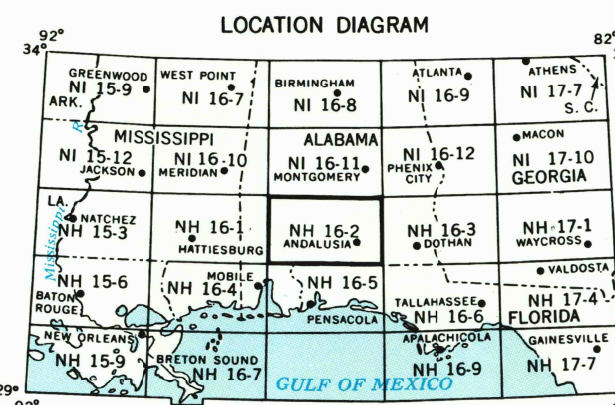 LOCATION DIAGRAM
92°
82°
34°
GREENWOOD
NI 15-9
ARK.
WEST POINT
NI 16-7
BIRMINGHAM
NI 16-8
ATLANTA
NI 16-9
ATHENS
NI 17-7
S. C.
R
MISSISSIPPI
ALABAMA
MACON
NI 15-12
JACKSON
NI 16-10
MERIDIAN
NI 16-11
MONTGOMERY
NI 16-12
PHENIX
CITY
NI 17-10
GEORGIA
LA.
Mississippi
NATCHEZ
NH 15-3
NH 16-1
HATTIESBURG
NH 16-2
ANDALUSIA
NH 16-3
DOTHAN
NH 17-1
WAYCROSS
NH 15-6
BATON
ROUGE
MOBILE
NH 16-4
NH 16-5
PENSACOLA
TALLAHASSEE
NH 16-6
VALDOSTA
NH 17-4
FLORIDA
NEW ORLEANS
NH 15-9
BRETON SOUND
NH 16-7
GULF OF MEXICO
APALACHICOLA
NH 16-9
GAINESVILLE
NH 17-7
29°